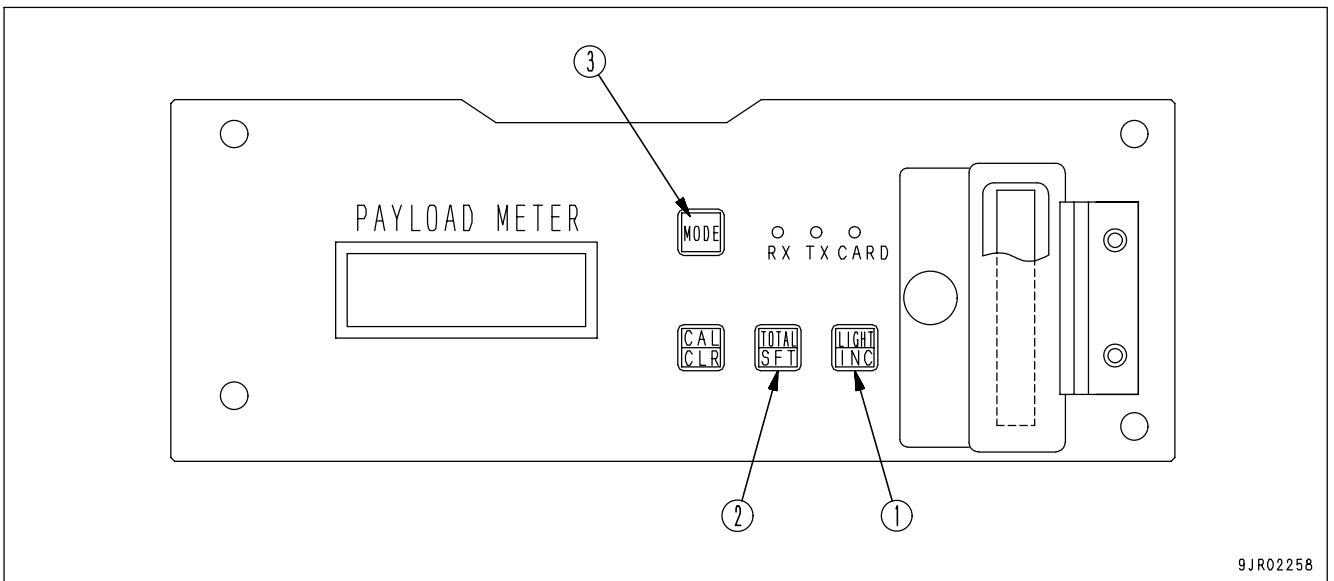 ③
PAYLOAD METER
MODE
RX TX CARD
CAL
CLR
TOTAL
SFT
LIGHT
INC
②
①
9JR02258